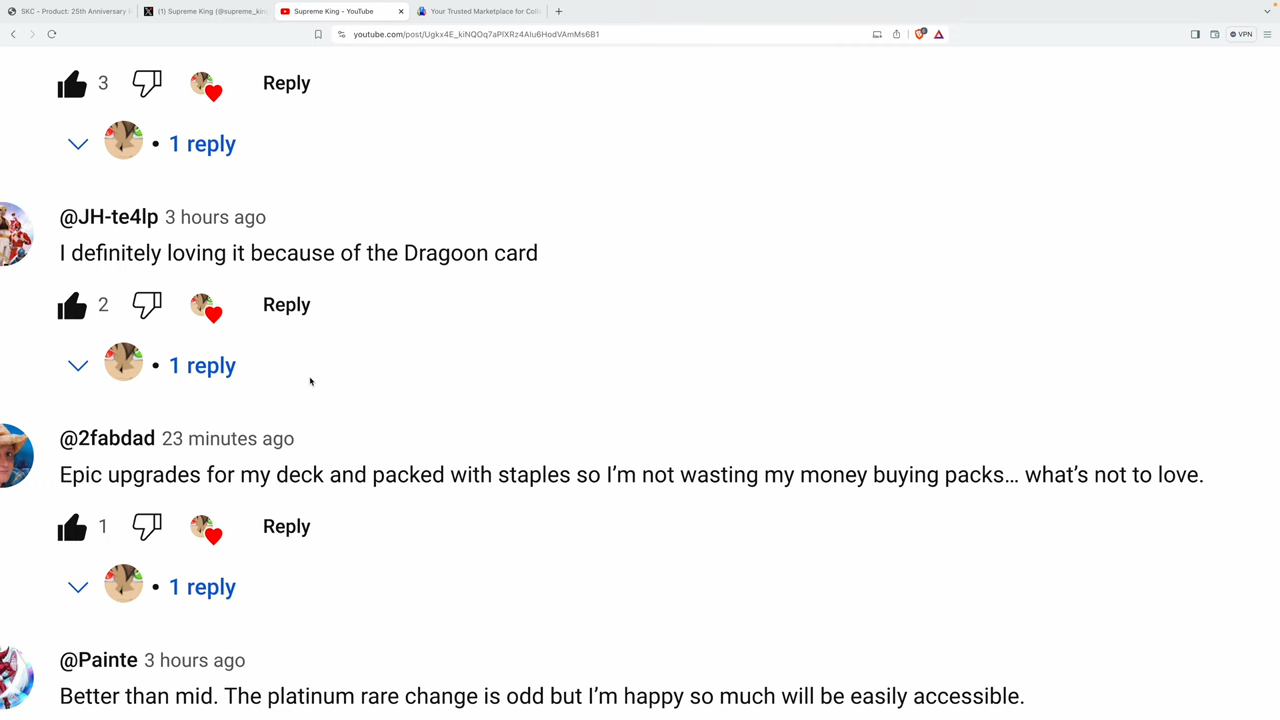 SKC - Product: 25th Anniversary
(1) Supreme King (@supreme_kin
Supreme King - YouTube
Your Trusted Marketplace for Coll
youtube.com/post/Ugkx4E_kiNQOq7aPlXRz4Alu6HodVAmMs6B1
VPN
3
Reply
• 1 reply
@JH-te4lp 3 hours ago
I definitely loving it because of the Dragoon card
2
Reply
• 1 reply
@2fabdad 23 minutes ago
Epic upgrades for my deck and packed with staples so I'm not wasting my money buying packs… what's not to love.
1
Reply
• 1 reply
@Painte 3 hours ago
Better than mid. The platinum rare change is odd but I'm happy so much will be easily accessible.